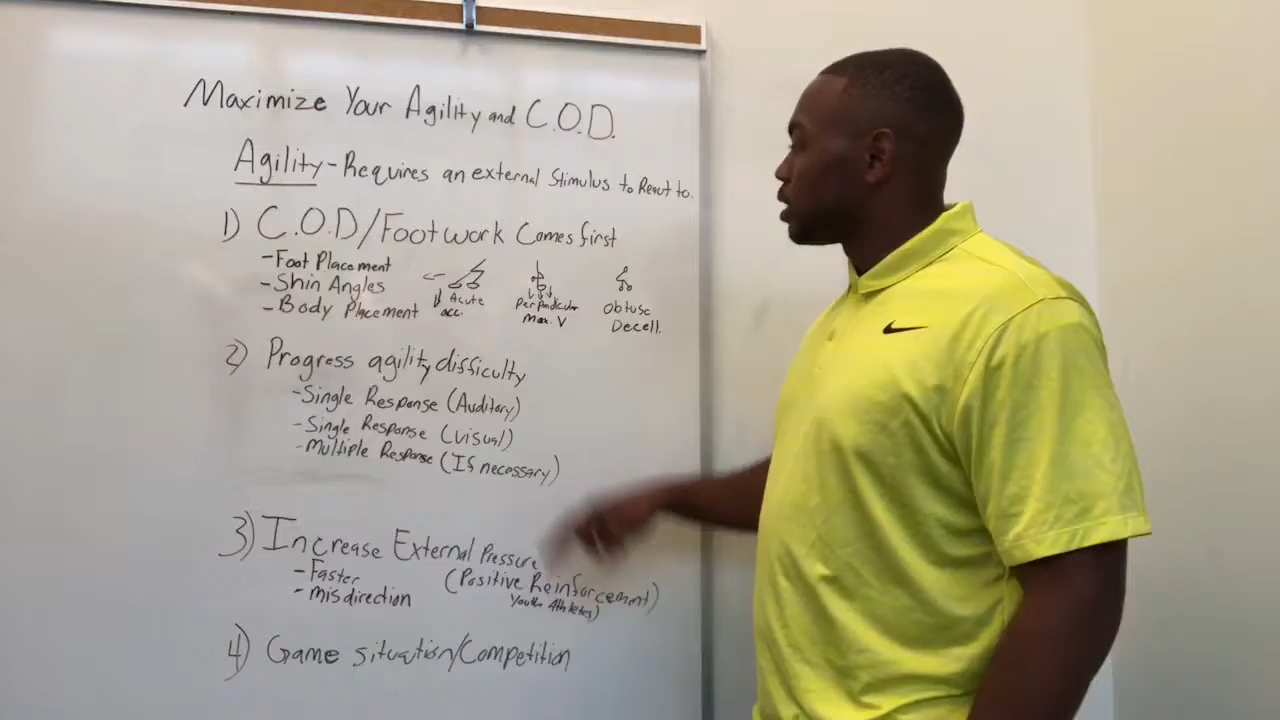 Maximize Your Agility and C.O.D.
Agility - Requires an external Stimulus to React to.
1) C.O.D/Footwork Comes first
- Foot Placement
- Shin Angles
- Body Placement
Acute
acc.
Perpadicular
Max. V
Obtuse
Decell.
2) Progress agility difficulty
- Single Response (Auditory)
- Single Response (visual)
- Multiple Response (If necessary)
3) Increase External Pressure
- Faster
- misdirection
(Positive Reinforcement)
Youth Athletes)
4) Game situation/Competition